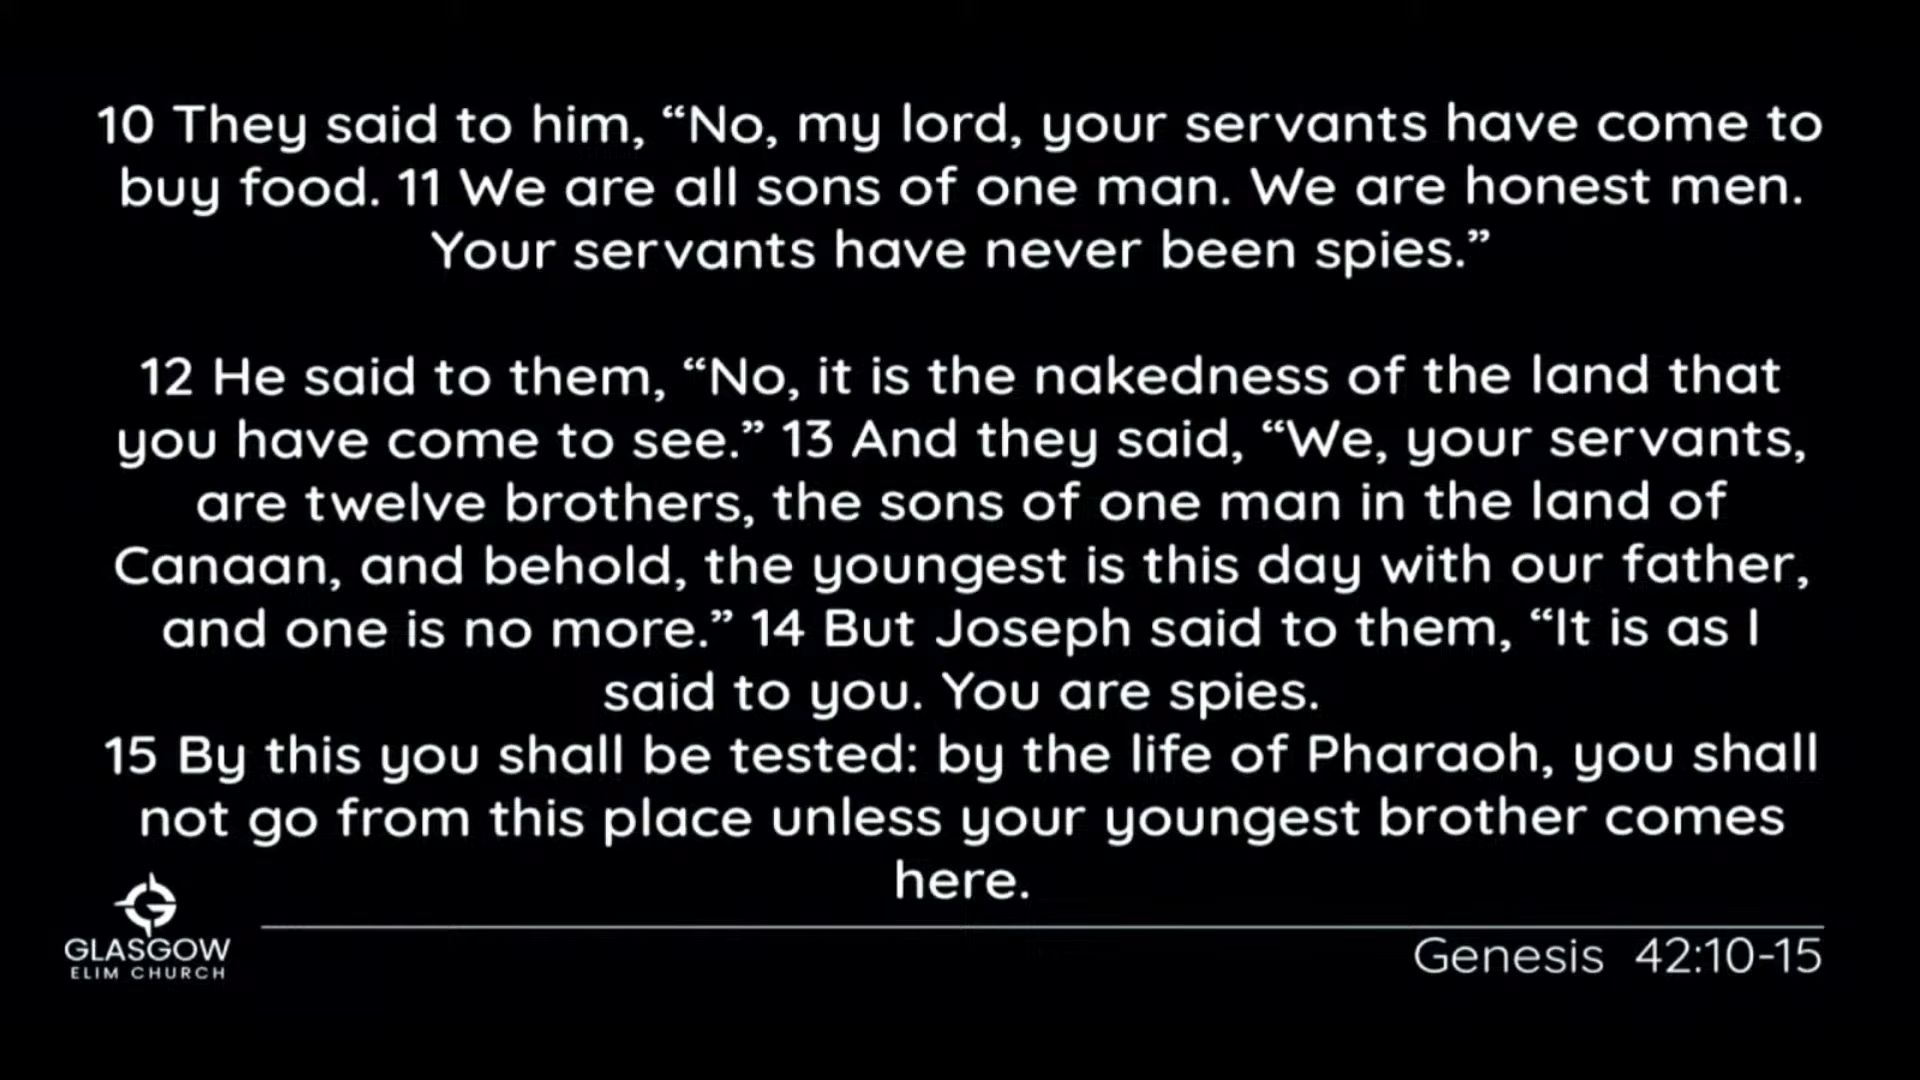 10 They said to him, “No, my lord, your servants have come to
buy food. 11 We are all sons of one man. We are honest men.
Your servants have never been spies.”
12 He said to them, “No, it is the nakedness of the land that
you have come to see.” 13 And they said, “We, your servants,
are twelve brothers, the sons of one man in the land of
Canaan, and behold, the youngest is this day with our father,
and one is no more.” 14 But Joseph said to them, “It is as I
said to you. You are spies.
15 By this you shall be tested: by the life of Pharaoh, you shall
not go from this place unless your youngest brother comes
here.
GLASGOW
ELIM CHURCH
Genesis 42:10-15